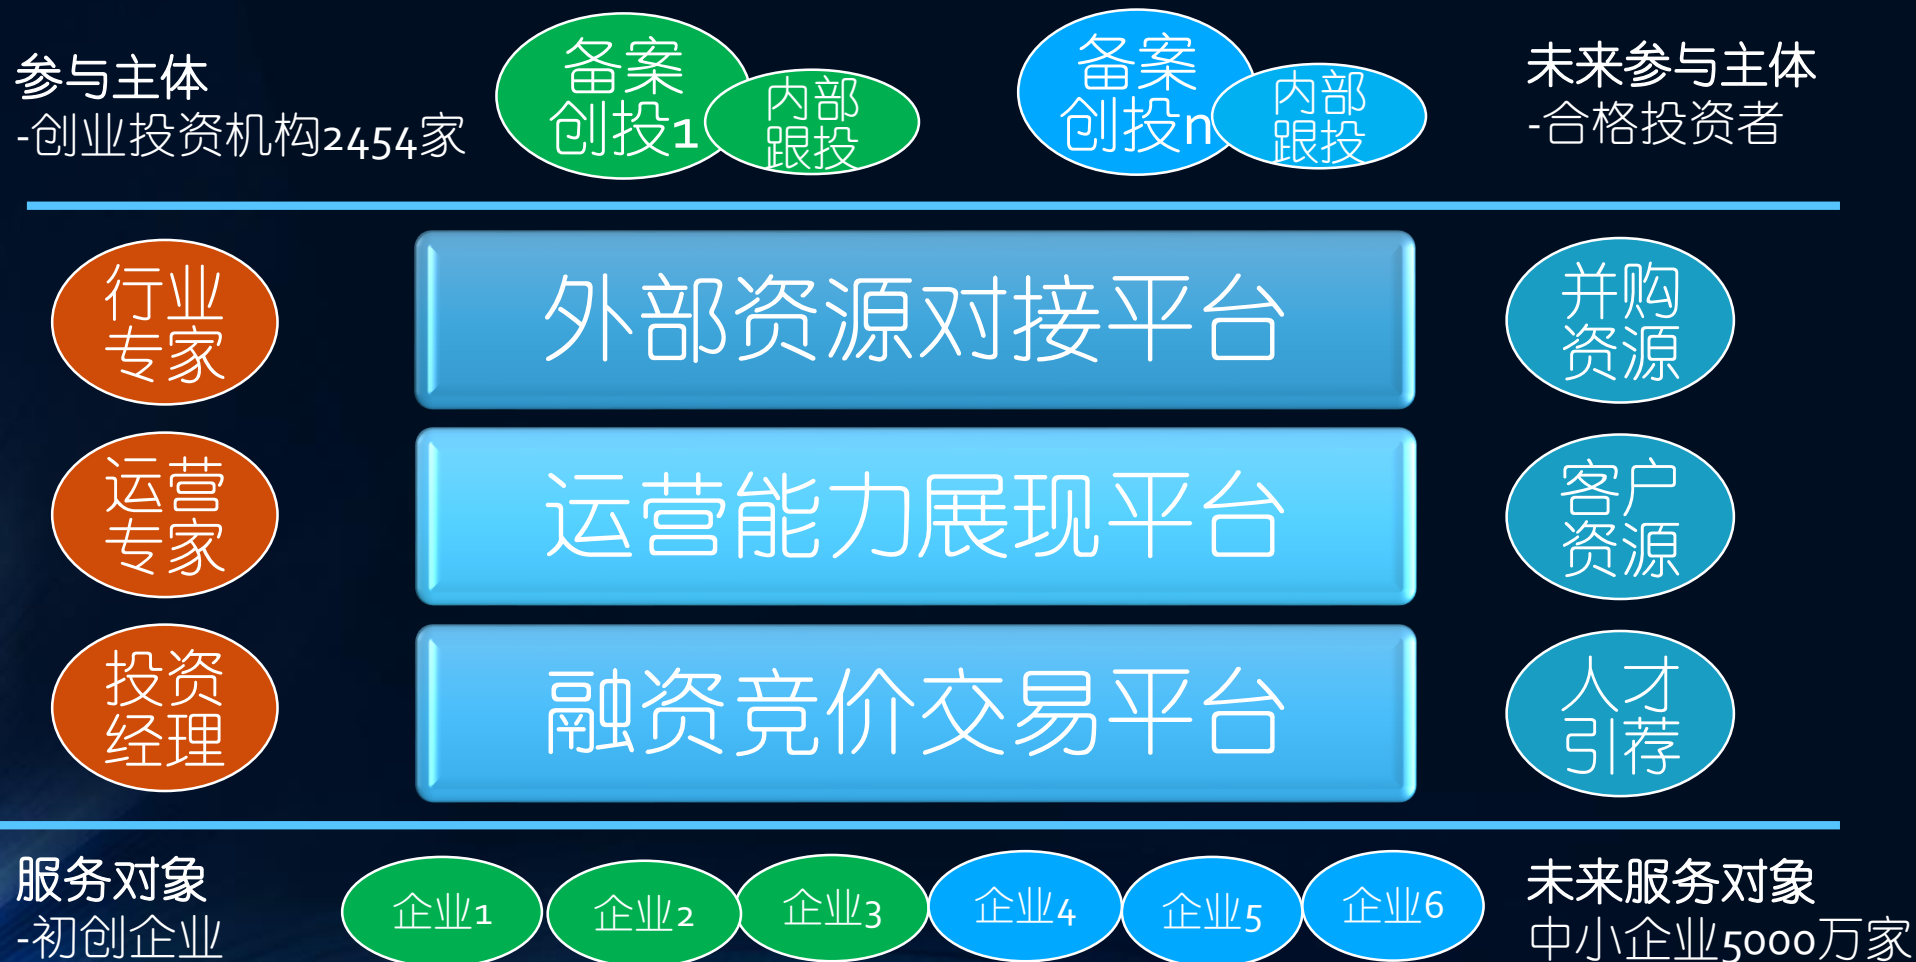 参与主体
-创业投资机构2454家
备案
创投1
内部
跟投
备案
创投n
内部
跟投
未来参与主体
-合格投资者
行业
专家
外部资源对接平台
并购
资源
运营
专家
运营能力展现平台
客户
资源
投资
经理
融资竞价交易平台
人才
引荐
服务对象
-初创企业
企业1
企业2
企业3
企业4
企业5
企业6
未来服务对象
中小企业5000万家